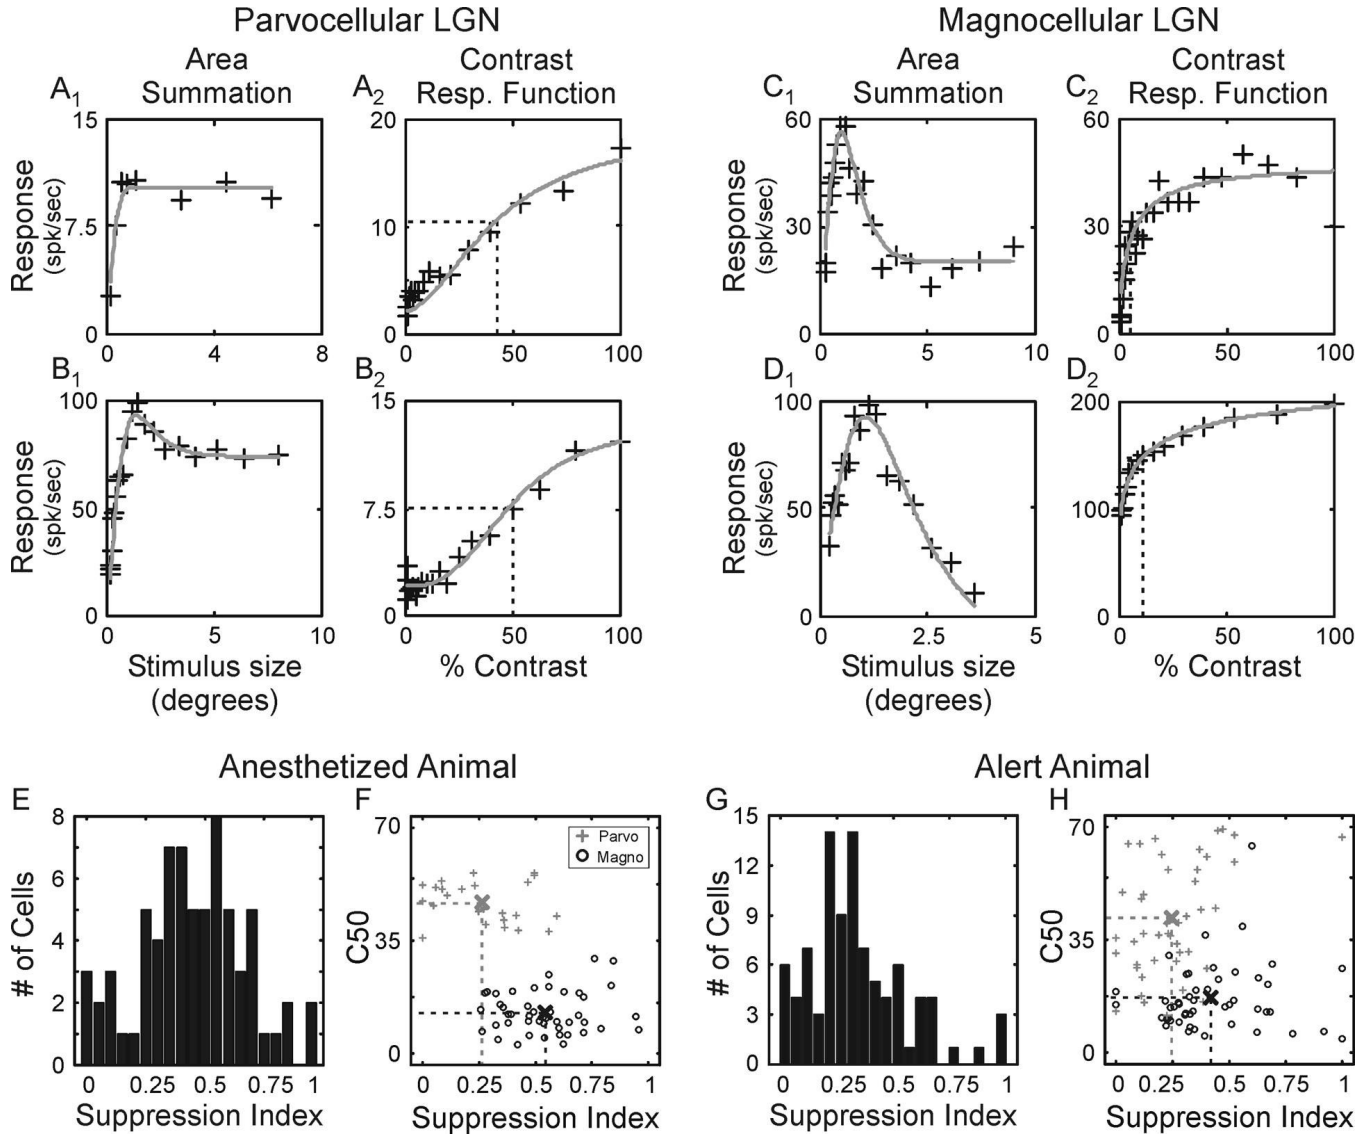 Parvocellular LGN
Magnocellular LGN
Area
Summation
Contrast
Resp. Function
Area
Summation
Contrast
Resp. Function
A1
A2
C1
C2
Response
(spk/sec)
15
7.5
0
0
4
8
20
10
0
0
50
100
Response
(spk/sec)
60
30
0
0
5
10
60
30
0
0
50
100
B1
B2
D1
D2
Response
(spk/sec)
100
50
0
0
5
10
Stimulus size
(degrees)
15
7.5
0
0
50
100
% Contrast
Response
(spk/sec)
100
50
0
0
2.5
5
Stimulus size
(degrees)
200
100
0
0
50
100
% Contrast
Anesthetized Animal
Alert Animal
E
F
G
H
# of Cells
8
6
4
2
0
0
0.25
0.5
0.75
1
Suppression Index
C50
70
35
0
Parvo
Magno
0
0.25
0.5
0.75
1
Suppression Index
# of Cells
15
12
9
6
3
0
0
0.25
0.5
0.75
1
Suppression Index
C50
70
35
0
0
0.25
0.5
0.75
1
Suppression Index